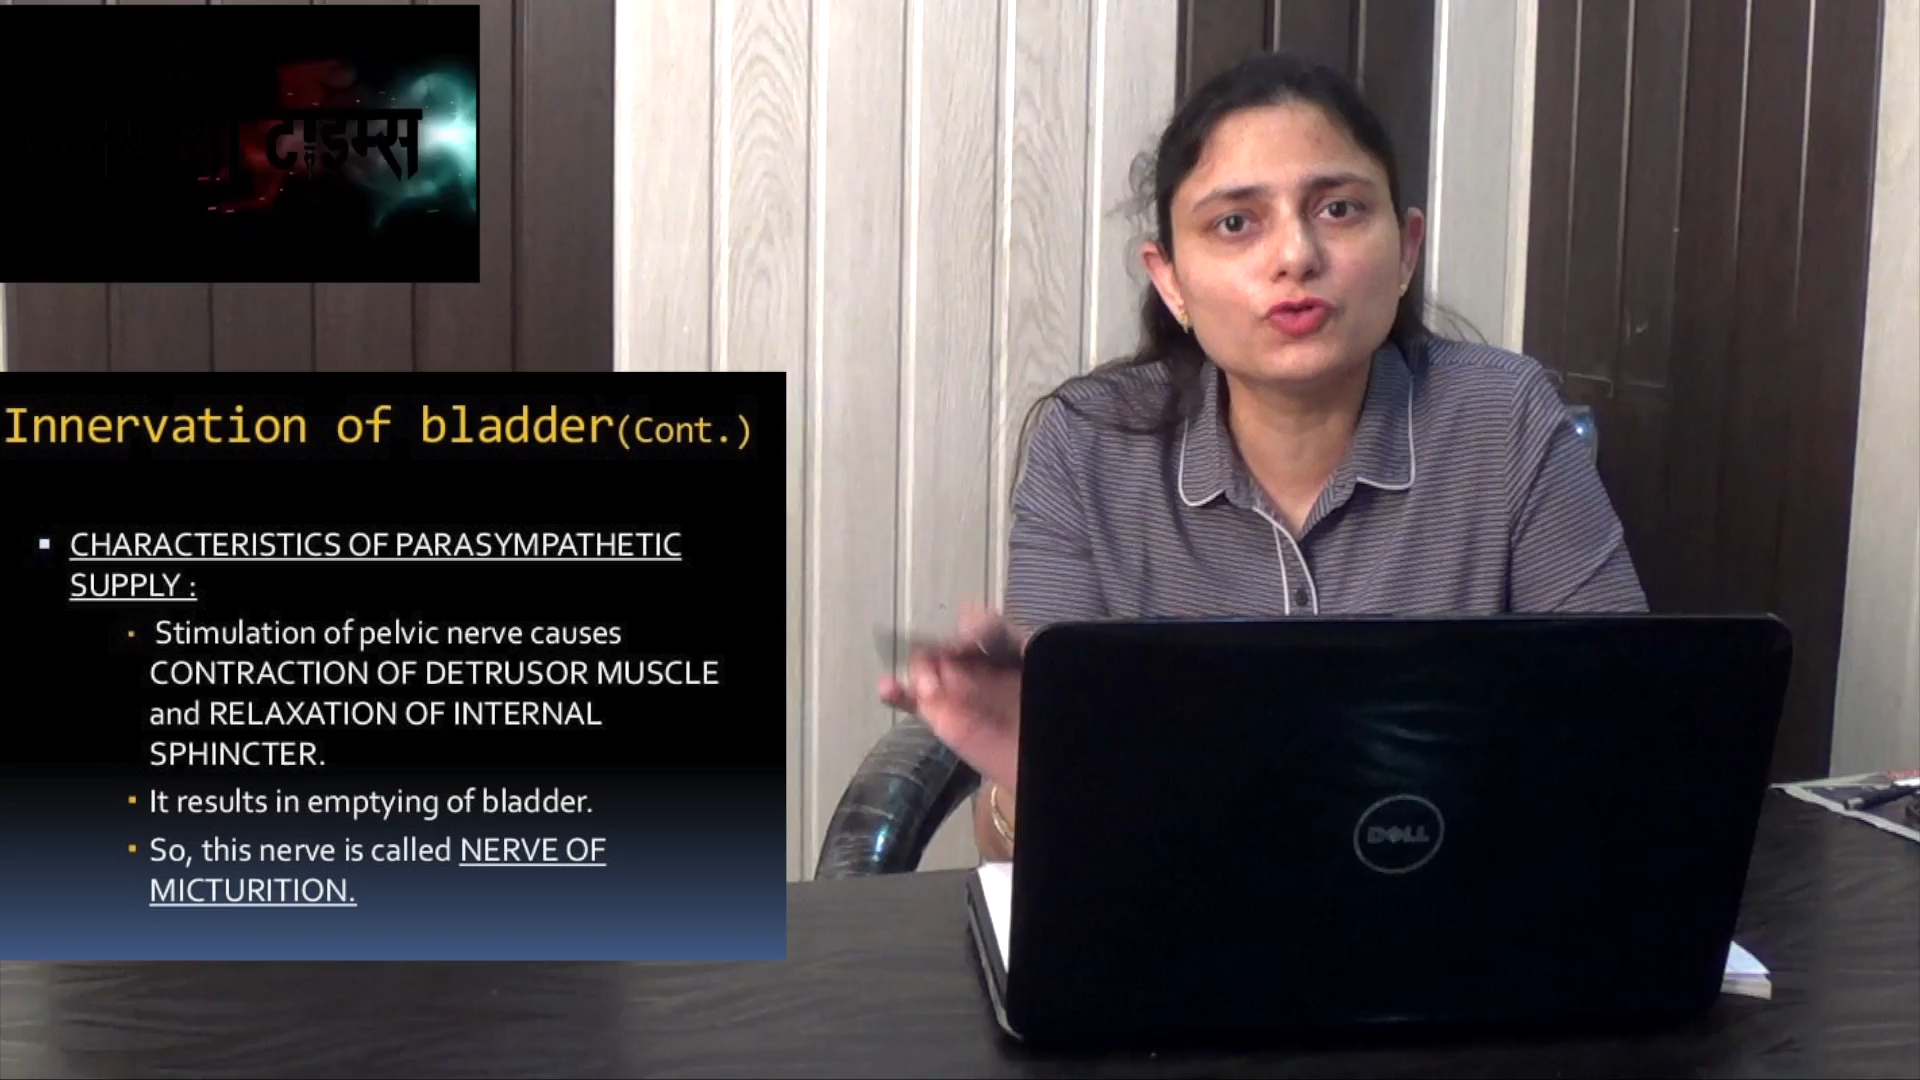 टाइम्स
Innervation of bladder(Cont.)
CHARACTERISTICS OF PARASYMPATHETIC
SUPPLY :
Stimulation of pelvic nerve causes
CONTRACTION OF DETRUSOR MUSCLE
and RELAXATION OF INTERNAL
SPHINCTER.
It results in emptying of bladder.
So, this nerve is called NERVE OF
MICTURITION.
DELL